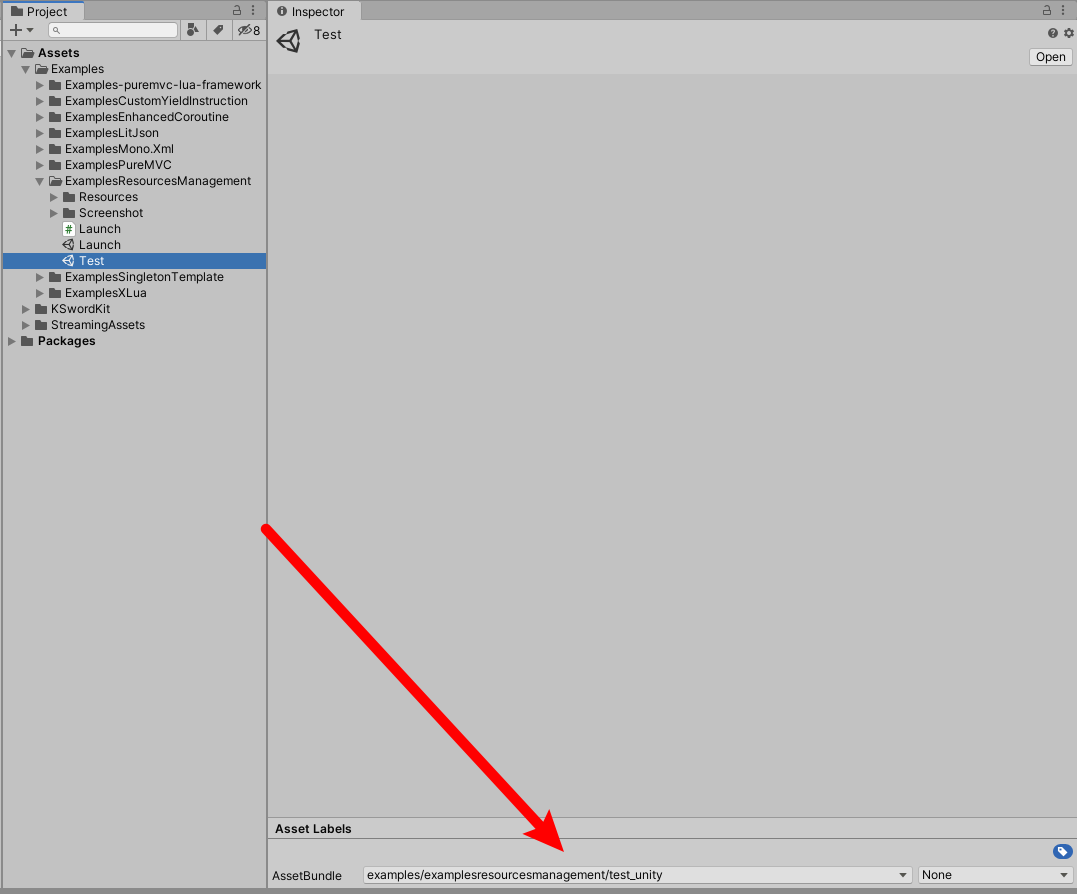 Project
8
Assets
Examples
Examples-puremvc-lua-framework
ExamplesCustomYieldInstruction
ExamplesEnhancedCoroutine
ExamplesLitJson
ExamplesMono.Xml
ExamplesPureMVC
ExamplesResourcesManagement
Resources
Screenshot
# Launch
Launch
Test
ExamplesSingletonTemplate
ExamplesXLua
KSwordKit
StreamingAssets
Packages
Inspector
Test
Open
Asset Labels
AssetBundle examples/examplesresourcesmanagement/test_unity None